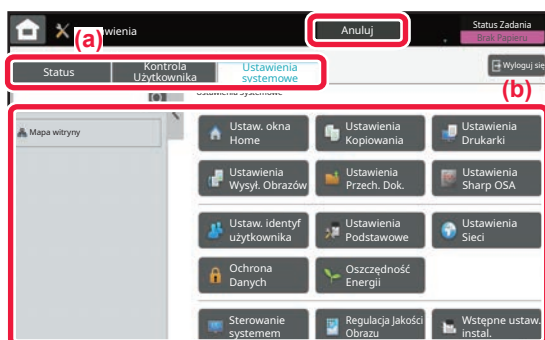 (a)
Anuluj
Status Zadania
Brak Papieru
Status
Kontrola
Użytkownika
Ustawienia
systemowe
Wyloguj się
(b)
Ustawienia systemowe
Mapa witryny
Ustaw. okna
Home
Ustawienia
Kopiowania
Ustawienia
Drukarki
Ustawienia
Wysył. Obrazów
Ustawienia
Przech. Dok.
Ustawienia
Sharp OSA
Ustaw. identyf
użytkownika
Ustawienia
Podstawowe
Ustawienia
Sieci
Ochrona
Danych
Oszczędność
Energii
Sterowanie
systemem
Regulacja Jakości
Obrazu
Wstępne ustaw.
instal.